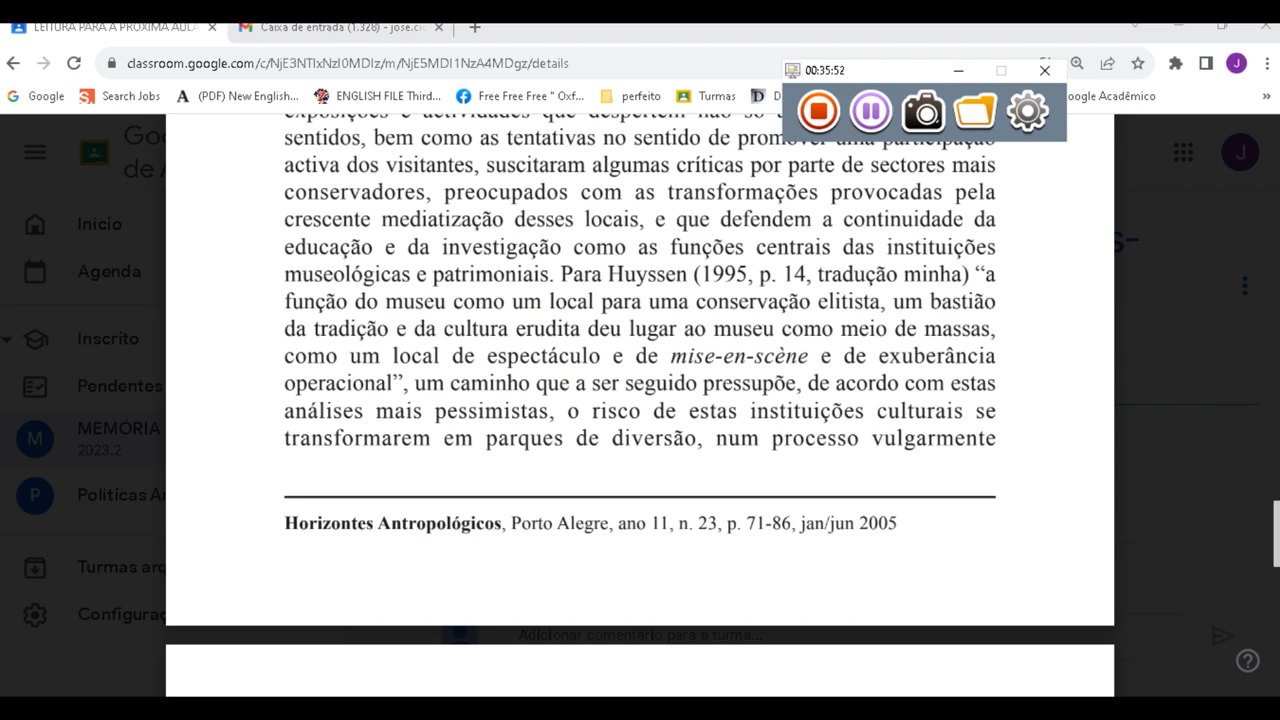 LEITURA PARA A PRÓXIMA AULA
Caixa de entrada (1.328) - jose.cle
classroom.google.com/c/NjE3NTIxNzI0MDIz/m/NjE5MDI1NzA4MDgz/details
00:35:52
J
Google
Search Jobs
(PDF) New English...
ENGLISH FILE Third...
Free Free Free " Oxf...
perfeito
Turmas
D
oogle Acadêmico
Goo
de A
J
Início
Agenda
Inscrito
Pendentes
M
MEMÓRIA
2023.2
P
Políticas
Turmas
sentidos, bem como as tentativas no sentido de promover uma participação
activa dos visitantes, suscitaram algumas críticas por parte de sectores mais
conservadores, preocupados com as transformações provocadas pela
crescente mediatização desses locais, e que defendem a continuidade da
educação e da investigação como as funções centrais das instituições
museológicas e patrimoniais. Para Huyssen (1995, p. 14, tradução minha) “a
função do museu como um local para uma conservação elitista, um bastião
da tradição e da cultura erudita deu lugar ao museu como meio de massas,
como um local de espectáculo e de mise-en-scène e de exuberância
operacional”, um caminho que a ser seguido pressupõe, de acordo com estas
análises mais pessimistas, o risco de estas instituições culturais se
transformarem em parques de diversão, num processo vulgarmente
Horizontes Antropológicos, Porto Alegre, ano 11, n. 23, p. 71-86, jan/jun 2005
Adicionar comentário para a turma...